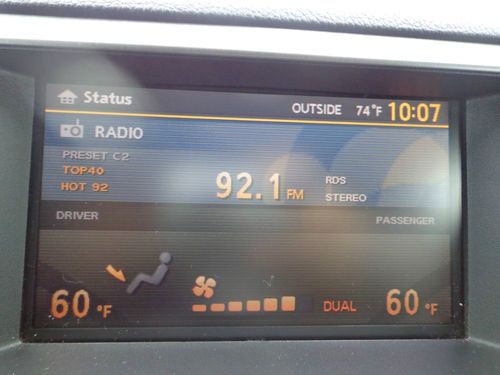 Status
OUTSIDE 74°F 10:07
RADIO
PRESET C2
TOP40
HOT 92
92.1 FM
RDS
STEREO
DRIVER
PASSENGER
60°F
DUAL
60°F